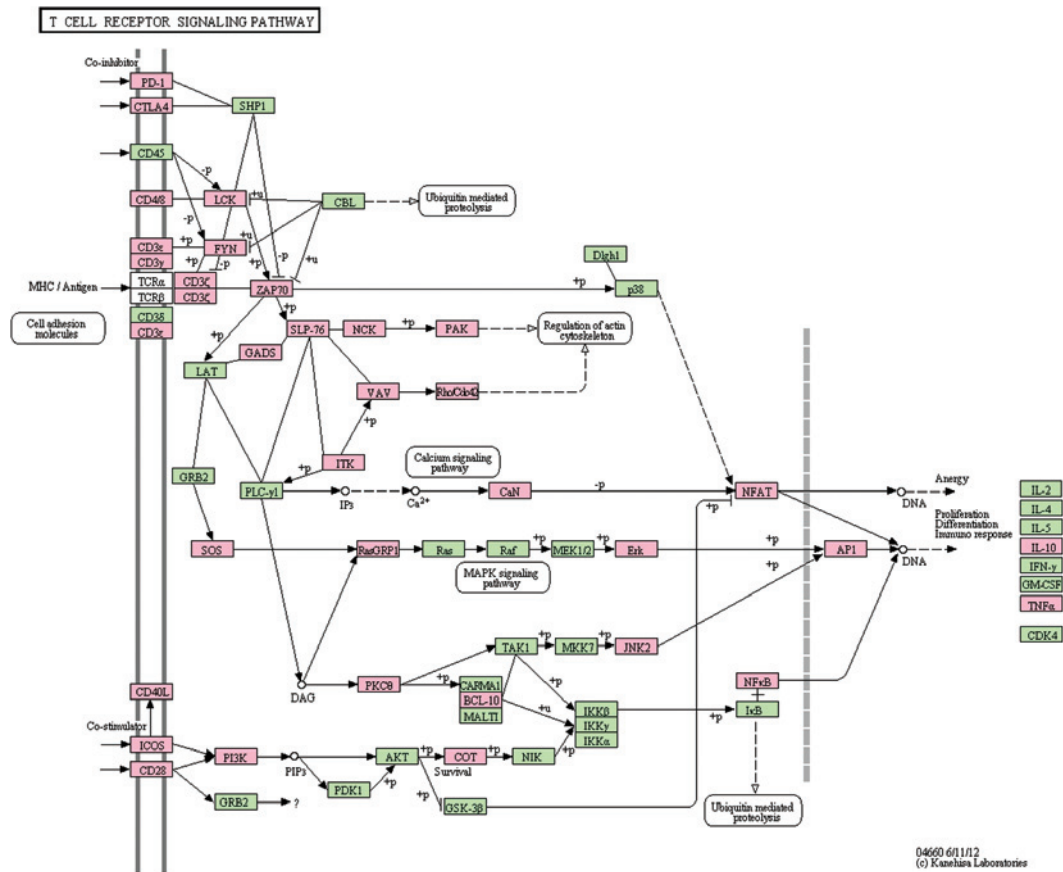 T CELL RECEPTOR SIGNALING PATHWAY
Co-inhibitor
PD-1
CTLA4
SHP1
CD45
-p
CD4/8
LCK
+u
CBL
Ubiquitin mediated
proteolysis
-p
+u
CD3ε
+p
FYN
CD3γ
+p
-p
+p
-p
+u
Dlgh1
MHC / Antigen
TCRα
CD3ζ
TCRβ
CD3ζ
ZAP70
+p
p38
Cell adhesion
molecules
CD3δ
CD3ε
+p
+p
SLP-76
NCK
+p
PAK
Regulation of actin
cytoskeleton
GADS
LAT
VAV
Rho/Cdc42
+p
ITK
+p
Calcium signaling
pathway
GRB2
PLC-γ1
IP3
Ca2+
CaN
-p
NFAT
+p
DNA
Anergy
Proliferation
Differentiation
Immuno response
IL-2
IL-4
IL-5
IL-10
IFN-γ
GM-CSF
TNFα
CDK4
SOS
RasGRP1
Ras
Raf
+p
MEK1/2
+p
Erk
+p
AP1
DNA
MAPK signaling
pathway
+p
TAK1
+p
MKK7
+p
JNK2
DAG
PKCθ
+p
CARMA1
BCL-10
MALT1
+p
+u
NFκB
IκB
+p
IKKβ
IKKγ
IKKα
CD40L
Co-stimulator
ICOS
CD28
PI3K
PIP3
AKT
+p
COT
+p
NIK
+p
Survival
PDK1
+p
+p
GSK-3β
GRB2
?
Ubiquitin mediated
proteolysis
04660 6/11/12
(c) Kanehisa Laboratories